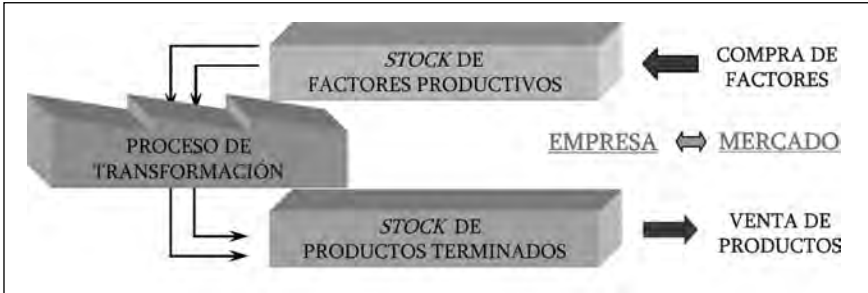 STOCK DE
FACTORES PRODUCTIVOS
COMPRA DE
FACTORES
PROCESO DE
TRANSFORMACIÓN
EMPRESA
MERCADO
STOCK DE
PRODUCTOS TERMINADOS
VENTA DE
PRODUCTOS